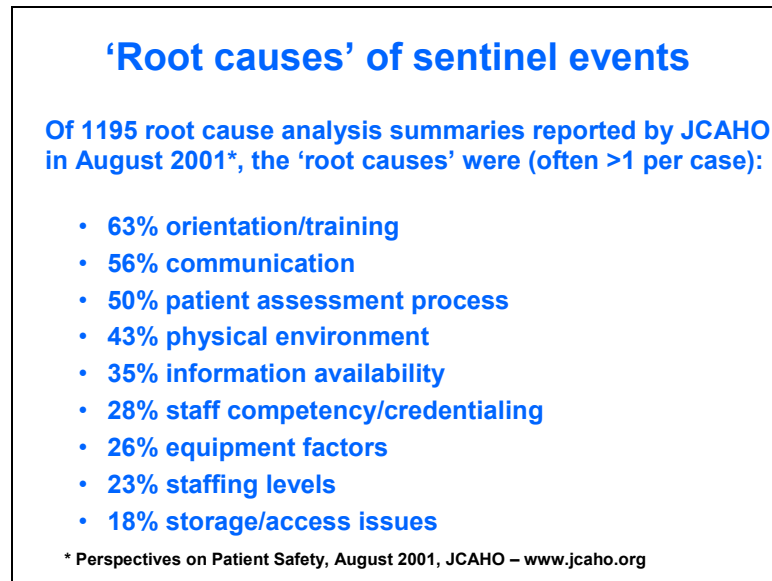 ‘Root causes’ of sentinel events
Of 1195 root cause analysis summaries reported by JCAHO
in August 2001*, the ‘root causes’ were (often >1 per case):
• 63% orientation/training
• 56% communication
• 50% patient assessment process
• 43% physical environment
• 35% information availability
• 28% staff competency/credentialing
• 26% equipment factors
• 23% staffing levels
• 18% storage/access issues
* Perspectives on Patient Safety, August 2001, JCAHO – www.jcaho.org